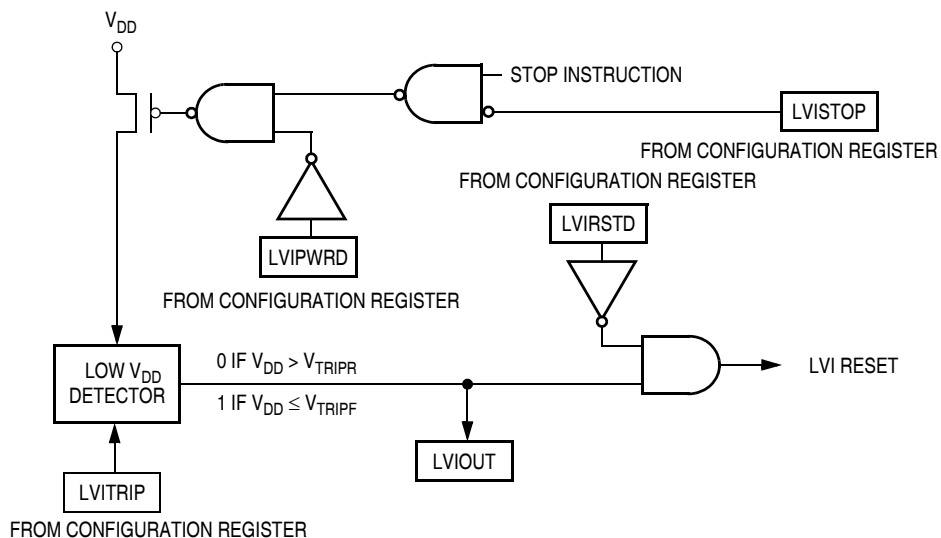 VDD
STOP INSTRUCTION
LVISTOP
FROM CONFIGURATION REGISTER
FROM CONFIGURATION REGISTER
LVIRSTD
LVIPWRD
FROM CONFIGURATION REGISTER
LOW VDD
DETECTOR
0 IF VDD > VTRIPR
1 IF VDD ≤ VTRIPF
LVI RESET
LVIOUT
LVITRIP
FROM CONFIGURATION REGISTER